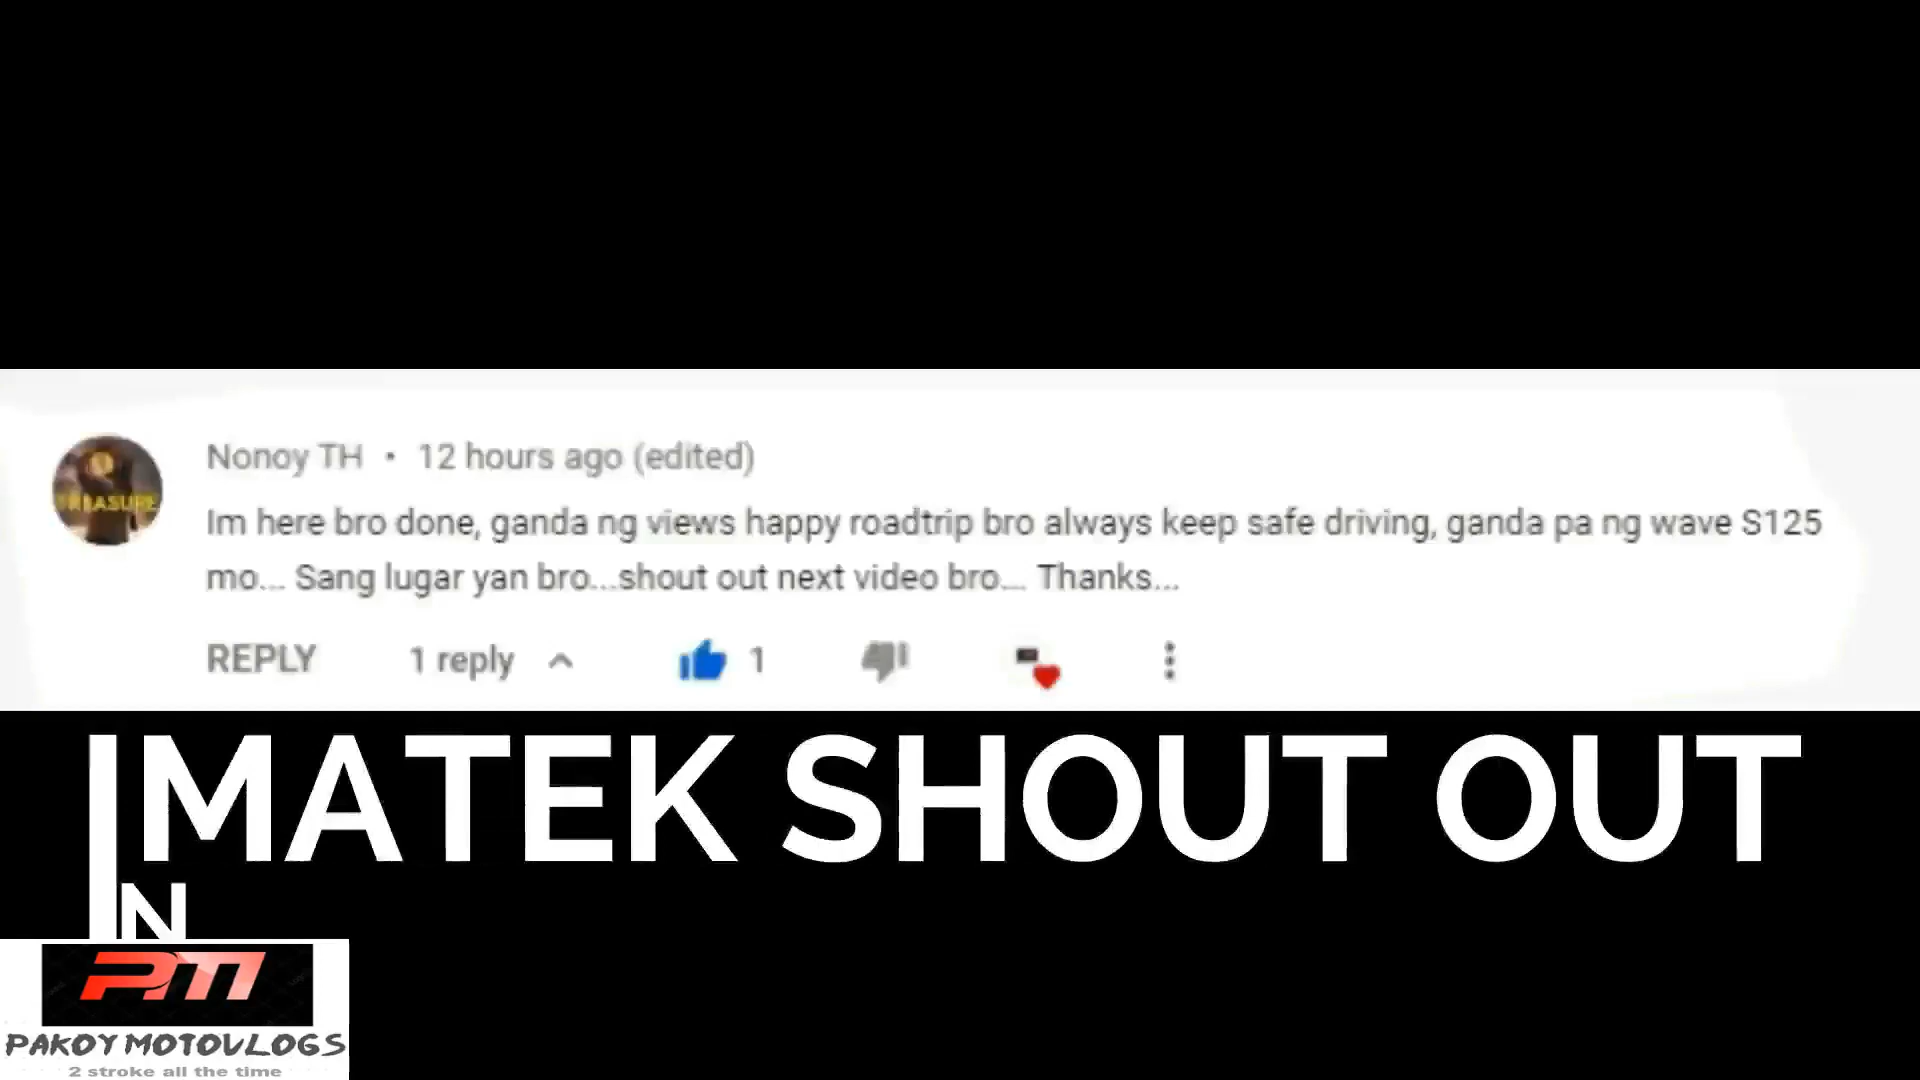 Nonoy TH • 12 hours ago (edited)
TREASURE
Im here bro done, ganda ng views happy roadtrip bro always keep safe driving, ganda pa ng wave S125
mo... Sang lugar yan bro...shout out next video bro... Thanks...
REPLY 1 reply 1
MATEK SHOUT OUT
N
PM
PAKOY MOTOVLOGS
2 stroke all the time